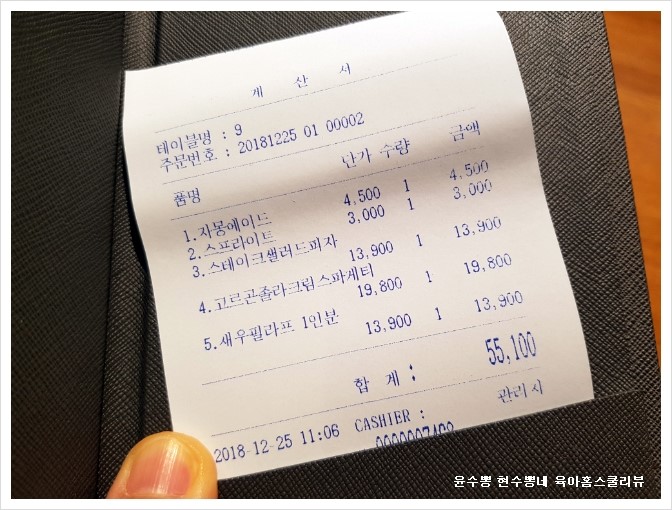 계 산 서
테이블명 : 9
주문번호 : 20181225 01 00002
품명 단가 수량 금액
1.자몽에이드 4,500 1 4,500
2.스프라이트 3,000 1 3,000
3.스테이크샐러드피자
13,900 1 13,900
4.고르곤졸라크림스파게티
19,800 1 19,800
5.새우필라프 1인분
13,900 1 13,900
합 계 : 55,100
2018-12-25 11:06 CASHIER : 관리자
윤수뽕 현수뽕네 육아홈스쿨리뷰